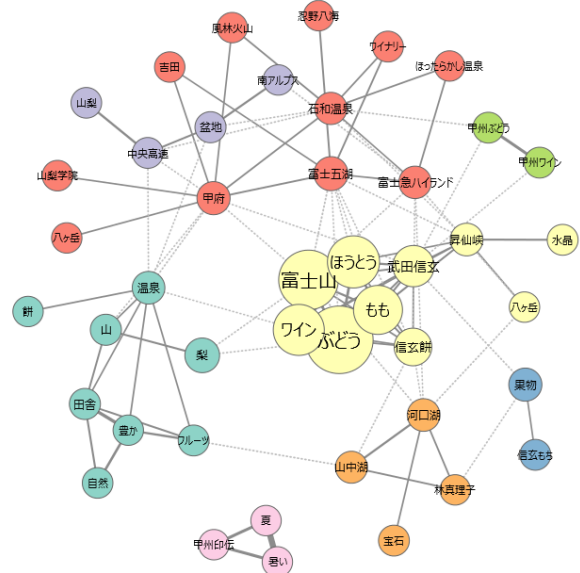 忍野八海
風林火山
ワイナリー
吉田
ほったらかし温泉
南アルプス
山梨
石和温泉
盆地
甲州ぶどう
中央高速
甲州ワイン
山梨学院
富士五湖
富士急ハイランド
甲府
八ヶ岳
昇仙峡
水晶
ほうとう
武田信玄
富士山
温泉
餅
もも
八ヶ岳
山
ワイン
ぶどう
信玄餅
梨
果物
田舎
河口湖
豊か
フルーツ
信玄もち
山中湖
自然
林真理子
夏
甲州印伝
宝石
暑い